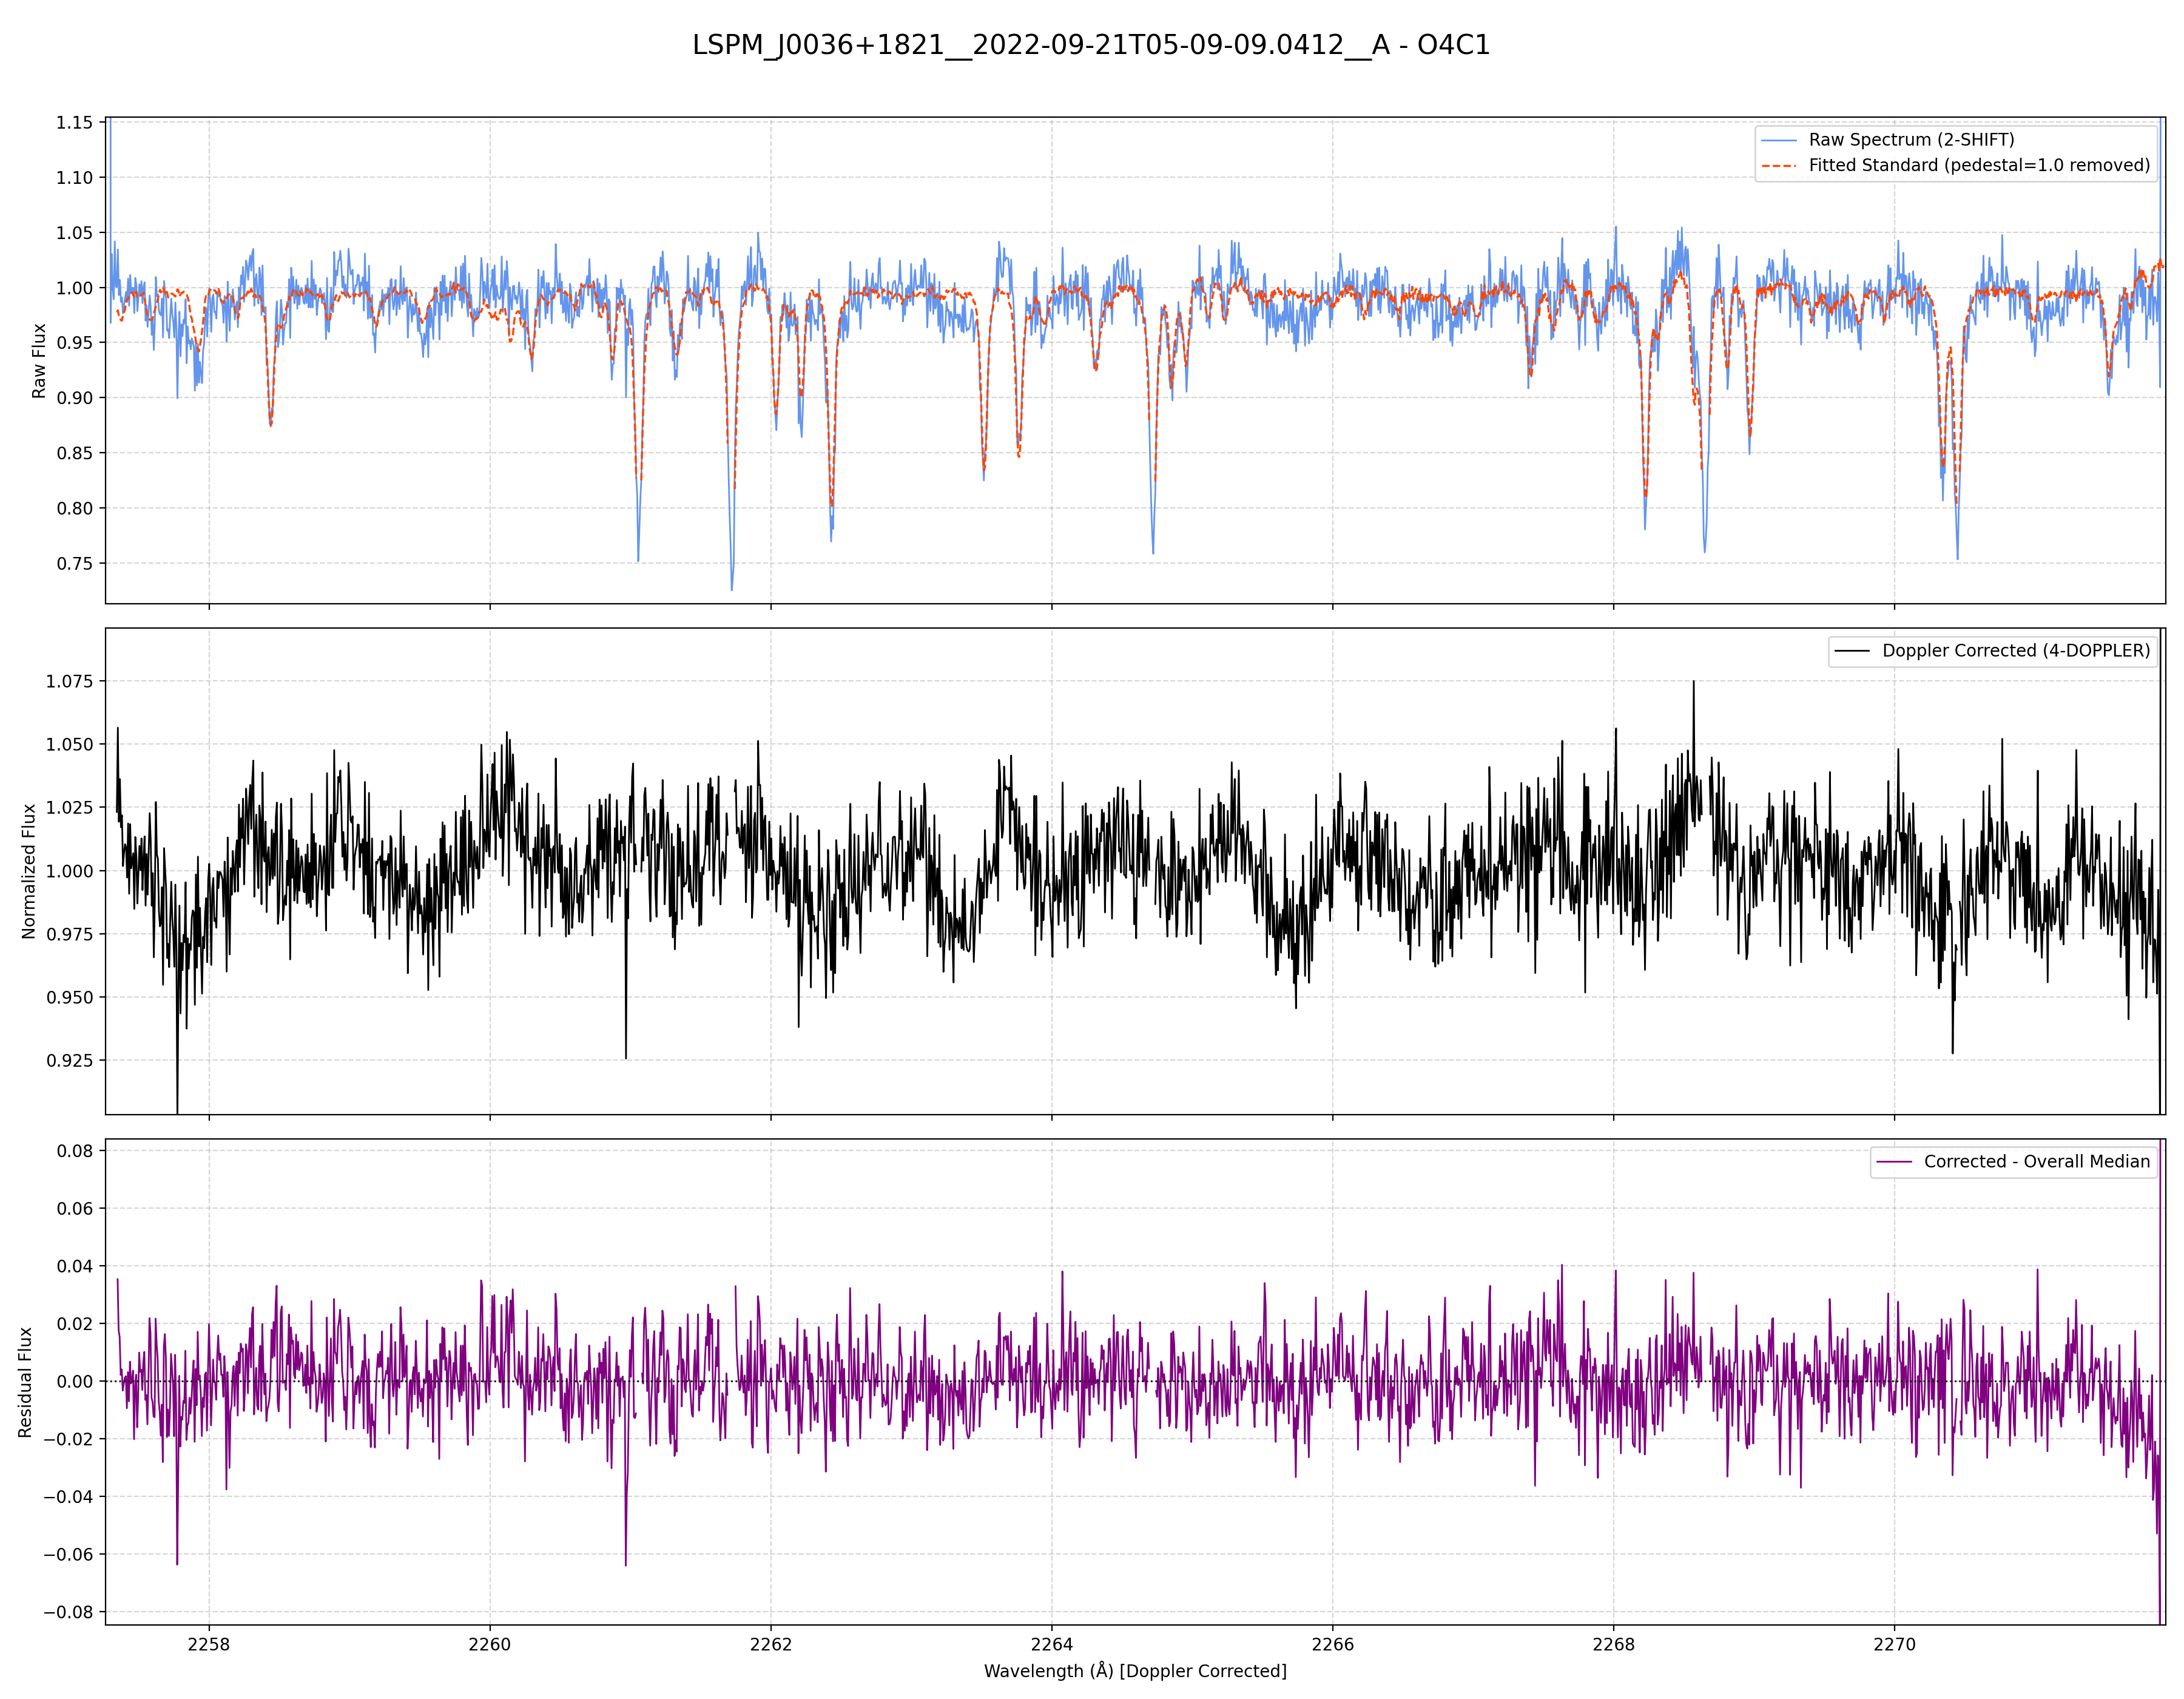 LSPM_J0036+1821__2022-09-21T05-09-09.0412__A - O4C1
Raw Flux
1.15
1.10
1.05
1.00
0.95
0.90
0.85
0.80
0.75
Raw Spectrum (2-SHIFT)
Fitted Standard (pedestal=1.0 removed)
Normalized Flux
1.075
1.050
1.025
1.000
0.975
0.950
0.925
Doppler Corrected (4-DOPPLER)
Residual Flux
0.08
0.06
0.04
0.02
0.00
−0.02
−0.04
−0.06
−0.08
Corrected - Overall Median
2258 2260 2262 2264 2266 2268 2270
Wavelength (Å) [Doppler Corrected]